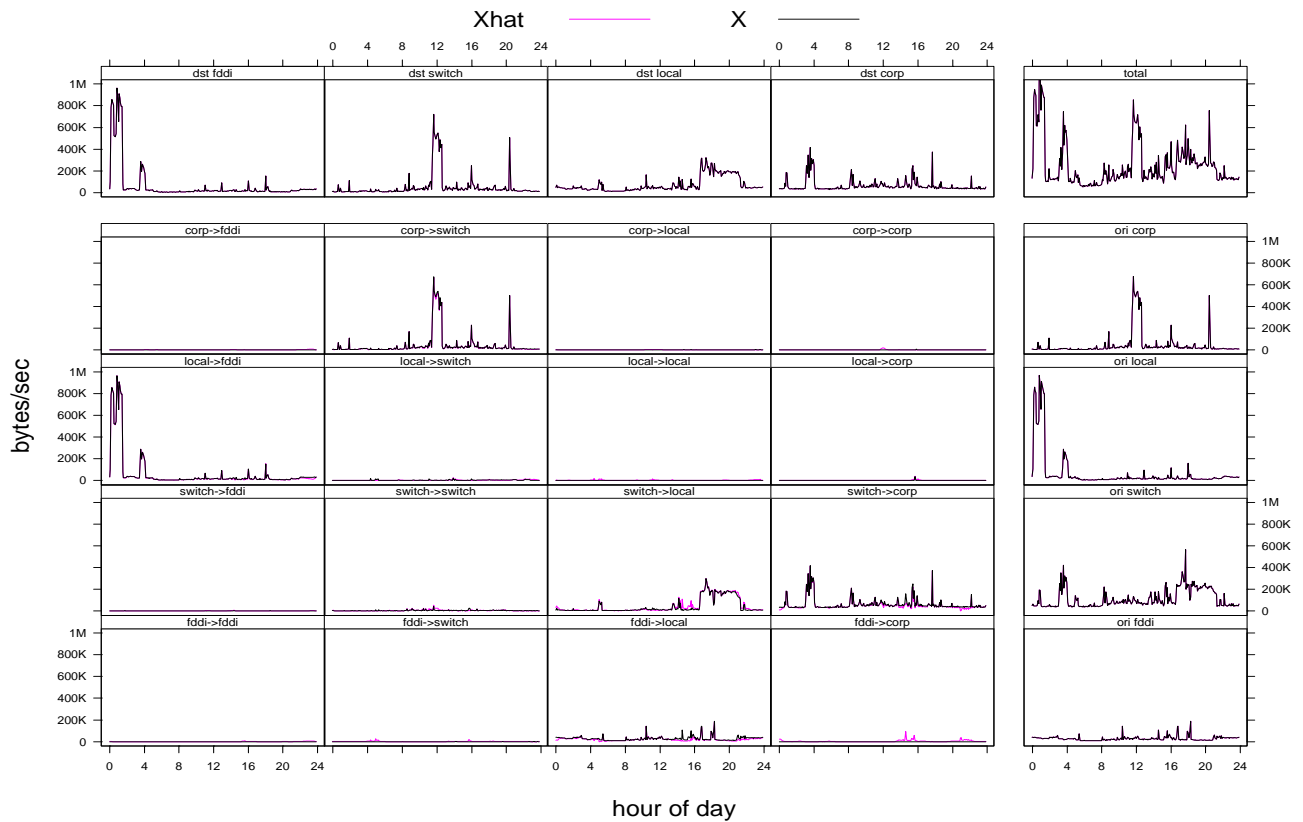 Xhat X
0 4 8 12 16 20 24 0 4 8 12 16 20 24
dst fddi dst switch dst local dst corp total
1M
800K
600K
400K
200K
0
corp->fddi corp->switch corp->local corp->corp ori corp
1M
800K
600K
400K
200K
0
local->fddi local->switch local->local local->corp ori local
1M
800K
600K
400K
200K
0
switch->fddi switch->switch switch->local switch->corp ori switch
1M
800K
600K
400K
200K
0
fddi->fddi fddi->switch fddi->local fddi->corp ori fddi
1M
800K
600K
400K
200K
0
0 4 8 12 16 20 24 0 4 8 12 16 20 24 0 4 8 12 16 20 24
bytes/sec
hour of day